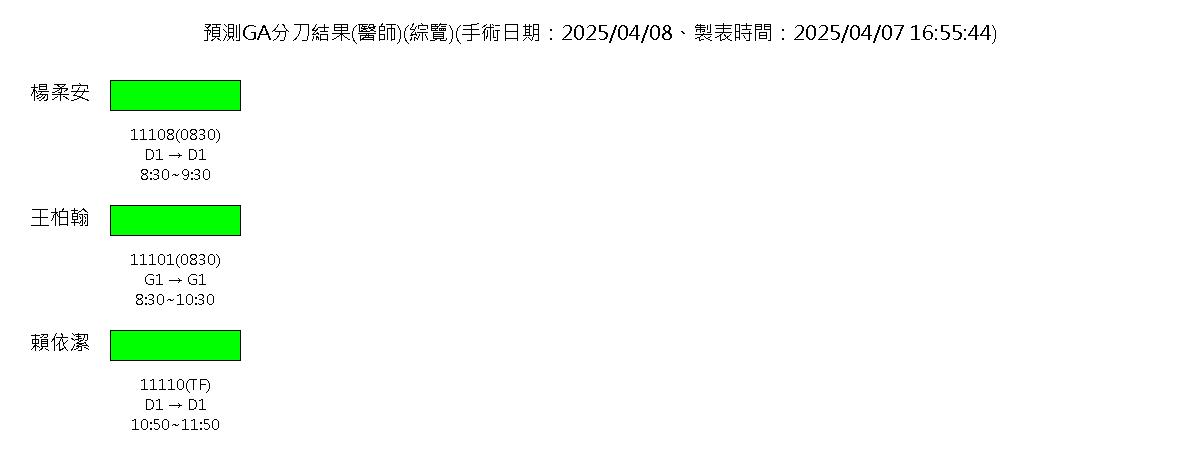 預測GA分刀結果(醫師)(綜覽)(手術日期：2025/04/08、製表時間：2025/04/07 16:55:44)
楊柔安
11108(0830)
D1 → D1
8:30~9:30
王柏翰
11101(0830)
G1 → G1
8:30~10:30
賴依潔
11110(TF)
D1 → D1
10:50~11:50